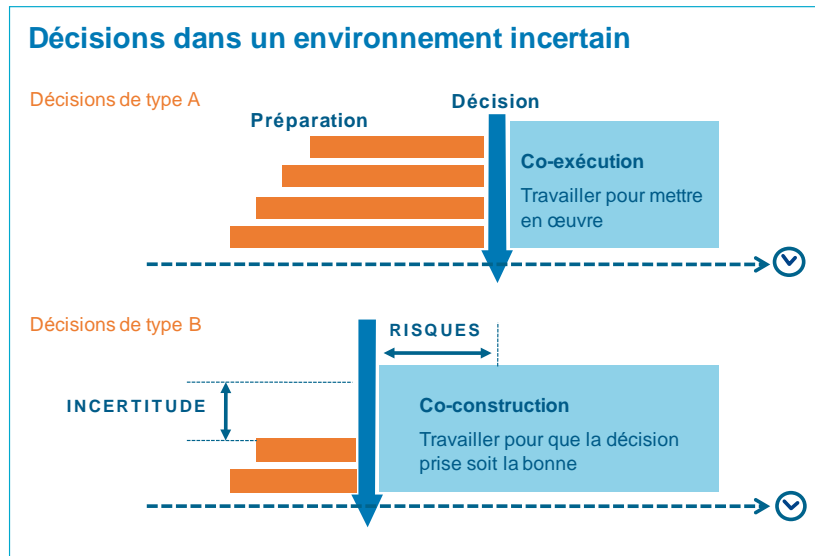 Décisions dans un environnement incertain
Décisions de type A
Préparation
Décision
Co-exécution
Travailler pour mettre
en œuvre
Décisions de type B
RISQUES
INCERTITUDE
Co-construction
Travailler pour que la décision
prise soit la bonne